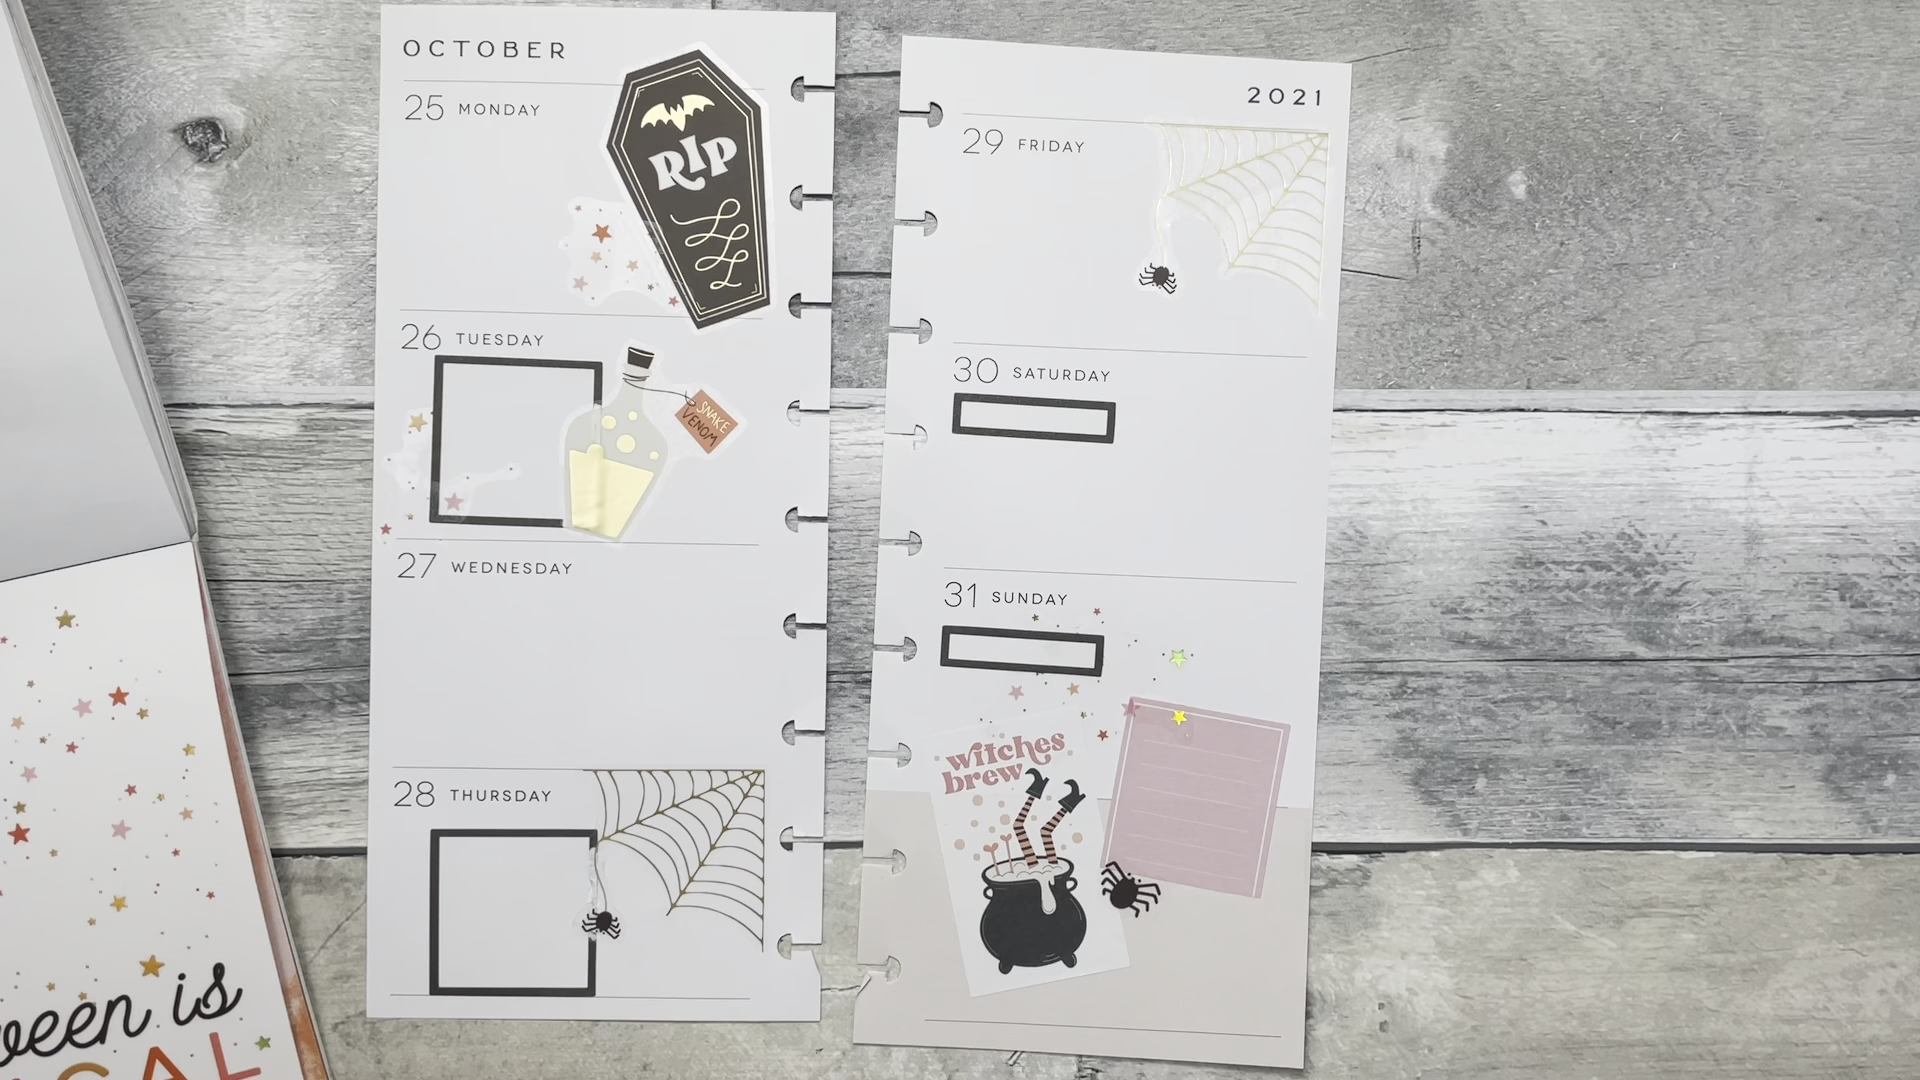 OCTOBER
25 MONDAY
RIP
26 TUESDAY
SNAKE
VENOM
27 WEDNESDAY
28 THURSDAY
2021
29 FRIDAY
30 SATURDAY
31 SUNDAY
witches
brew
is